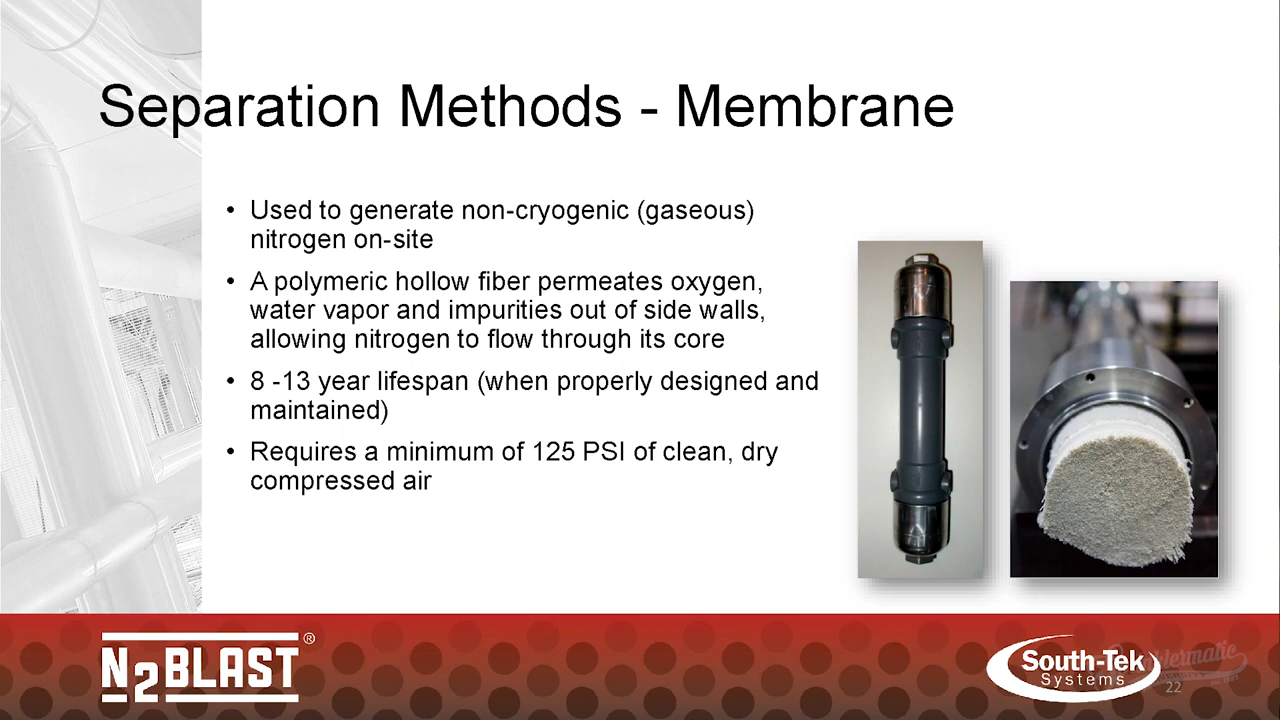 Separation Methods - Membrane
• Used to generate non-cryogenic (gaseous)
nitrogen on-site
• A polymeric hollow fiber permeates oxygen,
water vapor and impurities out of side walls,
allowing nitrogen to flow through its core
• 8 -13 year lifespan (when properly designed and
maintained)
• Requires a minimum of 125 PSI of clean, dry
compressed air
N2BLAST®
South-Tek
Systems
22